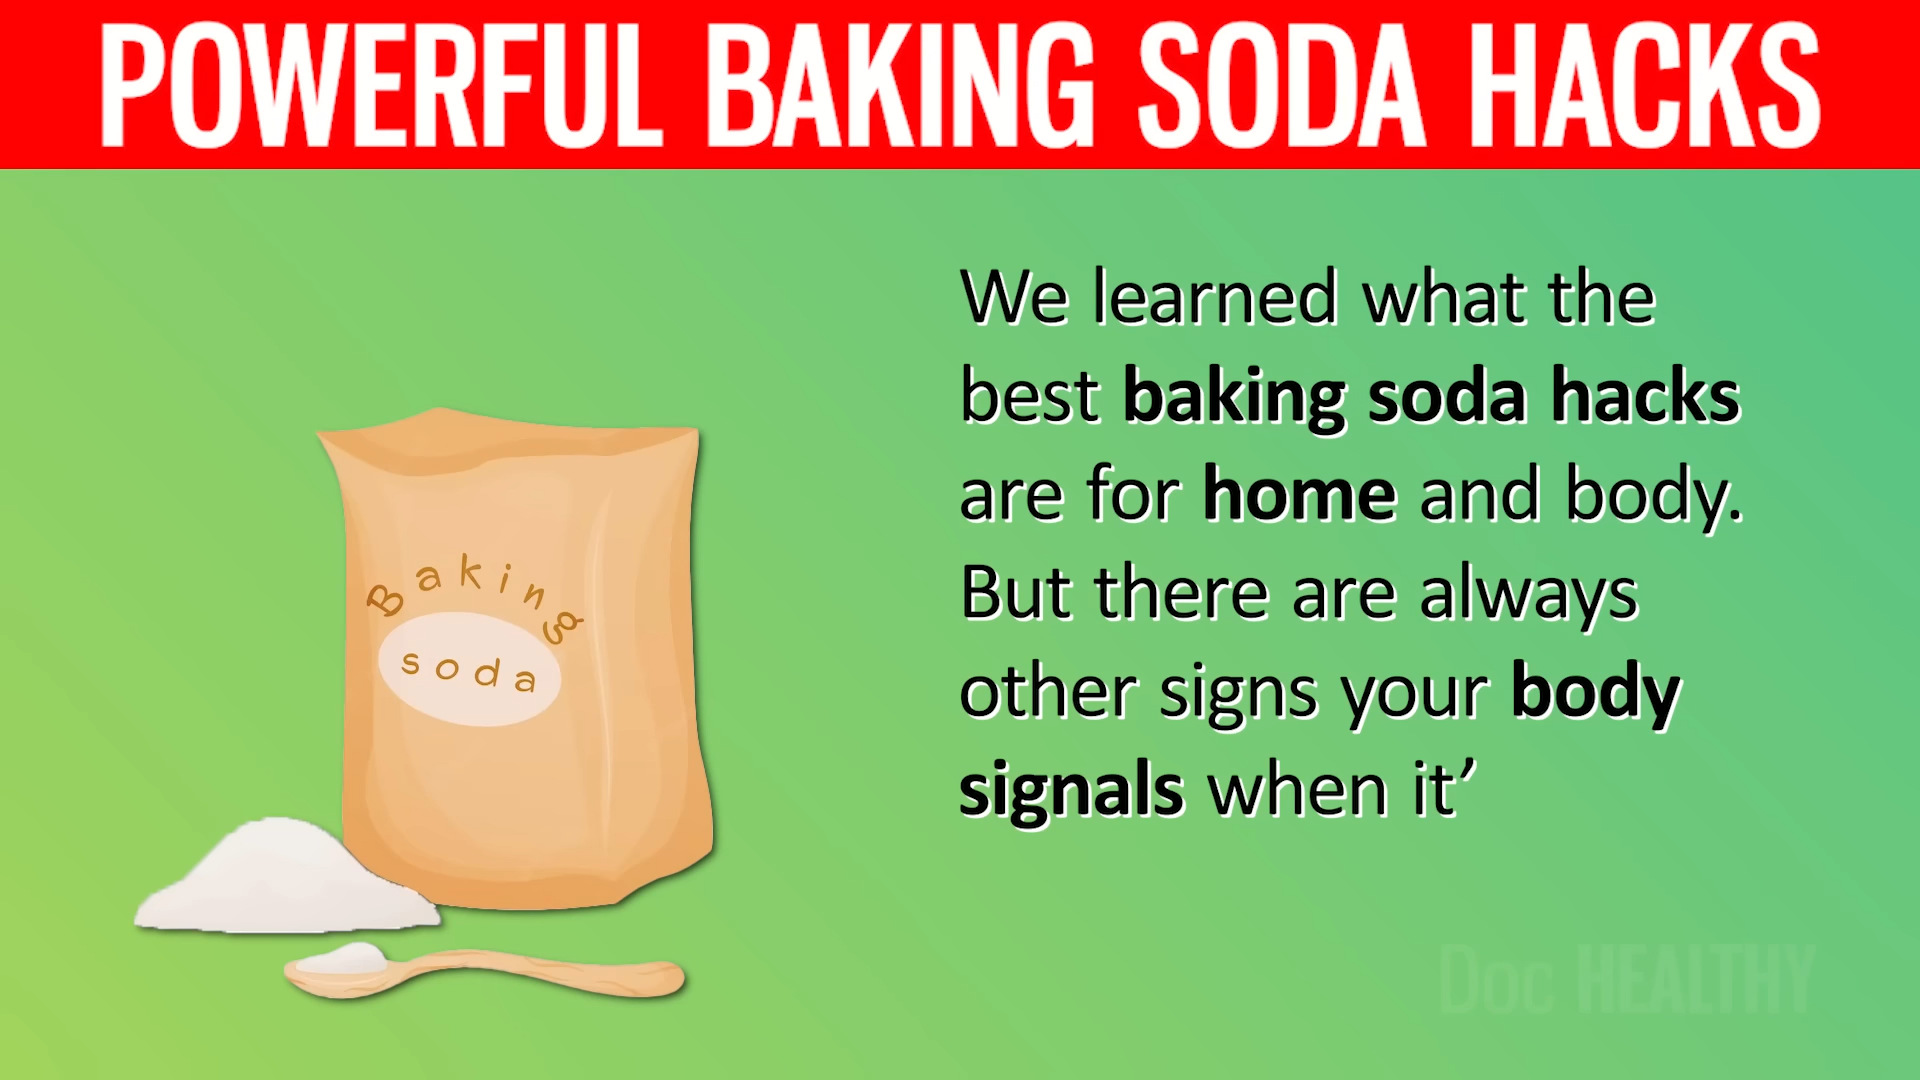 POWERFUL BAKING SODA HACKS
We learned what the
best baking soda hacks
are for home and body.
But there are always
other signs your body
signals when it’
Baking
soda
Doc HEALTHY